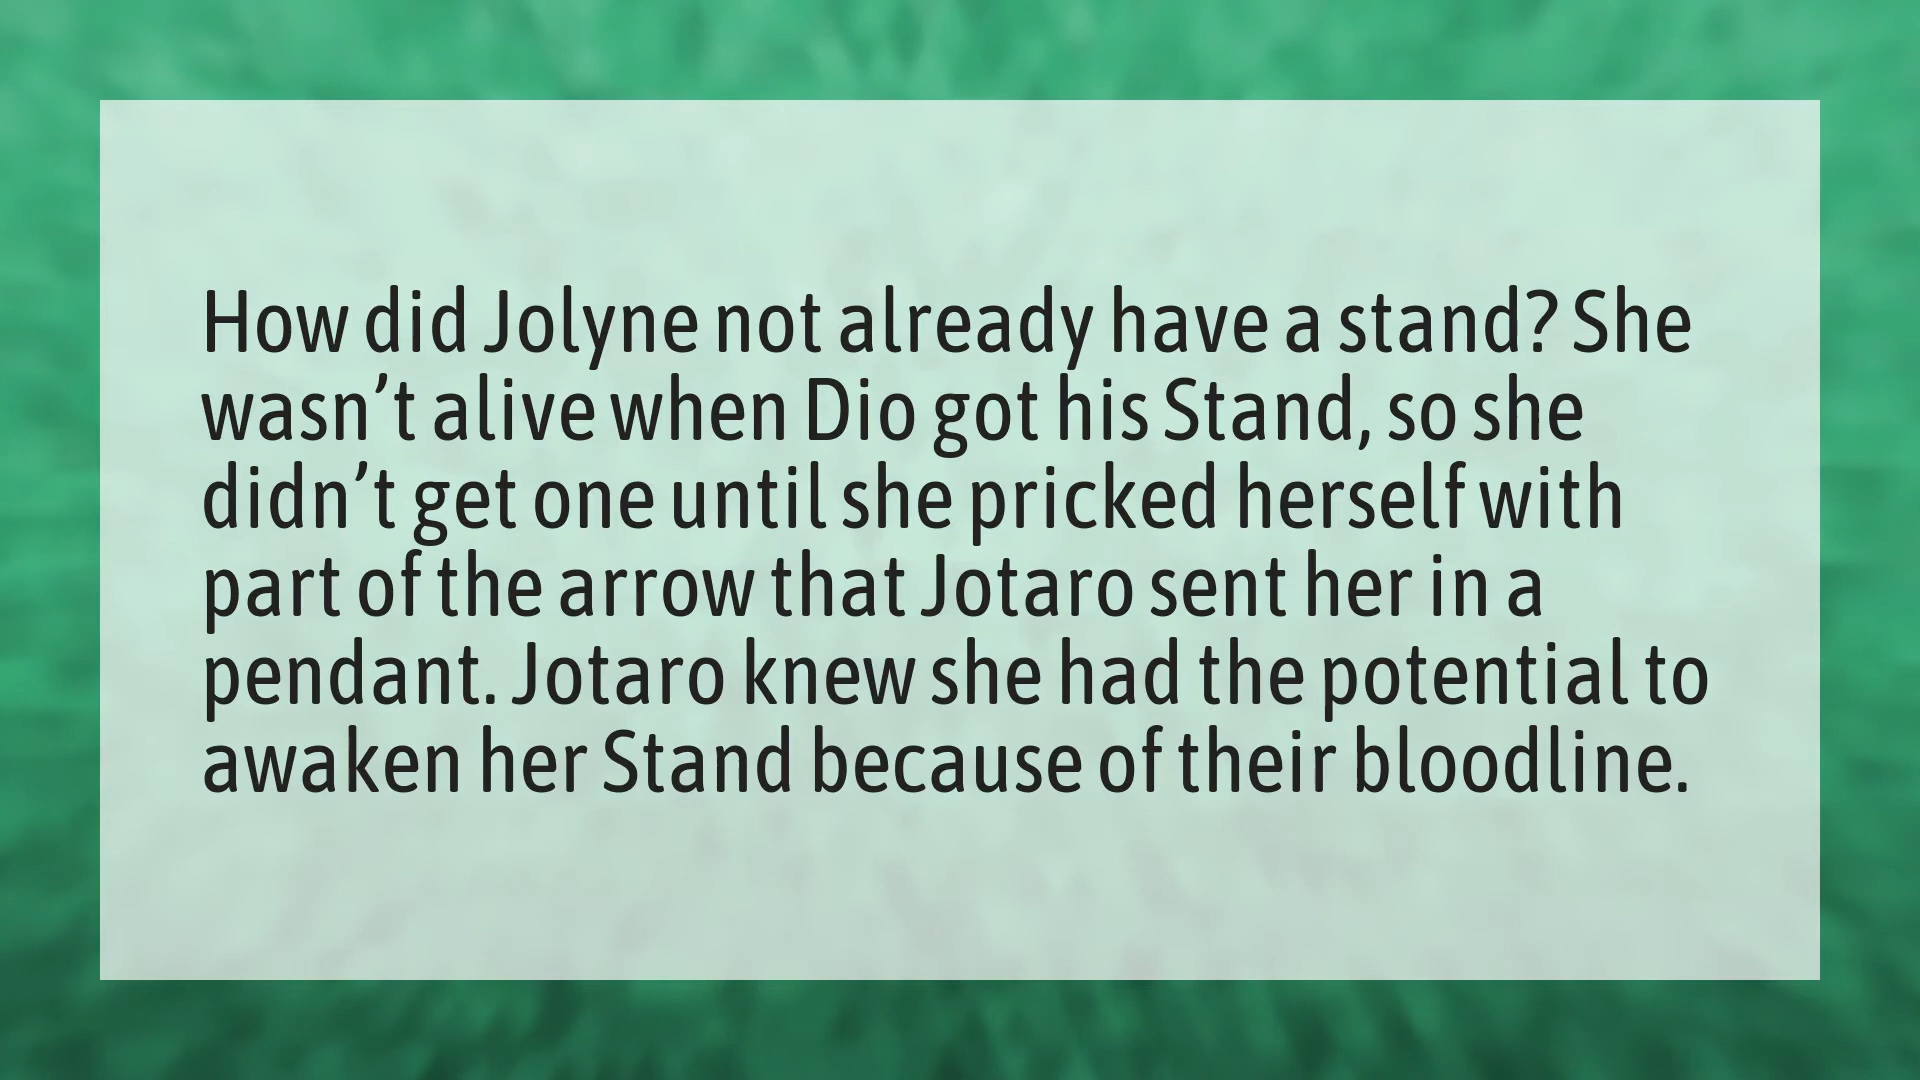 How did Jolyne not already have a stand? She
wasn’t alive when Dio got his Stand, so she
didn’t get one until she pricked herself with
part of the arrow that Jotaro sent her in a
pendant. Jotaro knew she had the potential to
awaken her Stand because of their bloodline.